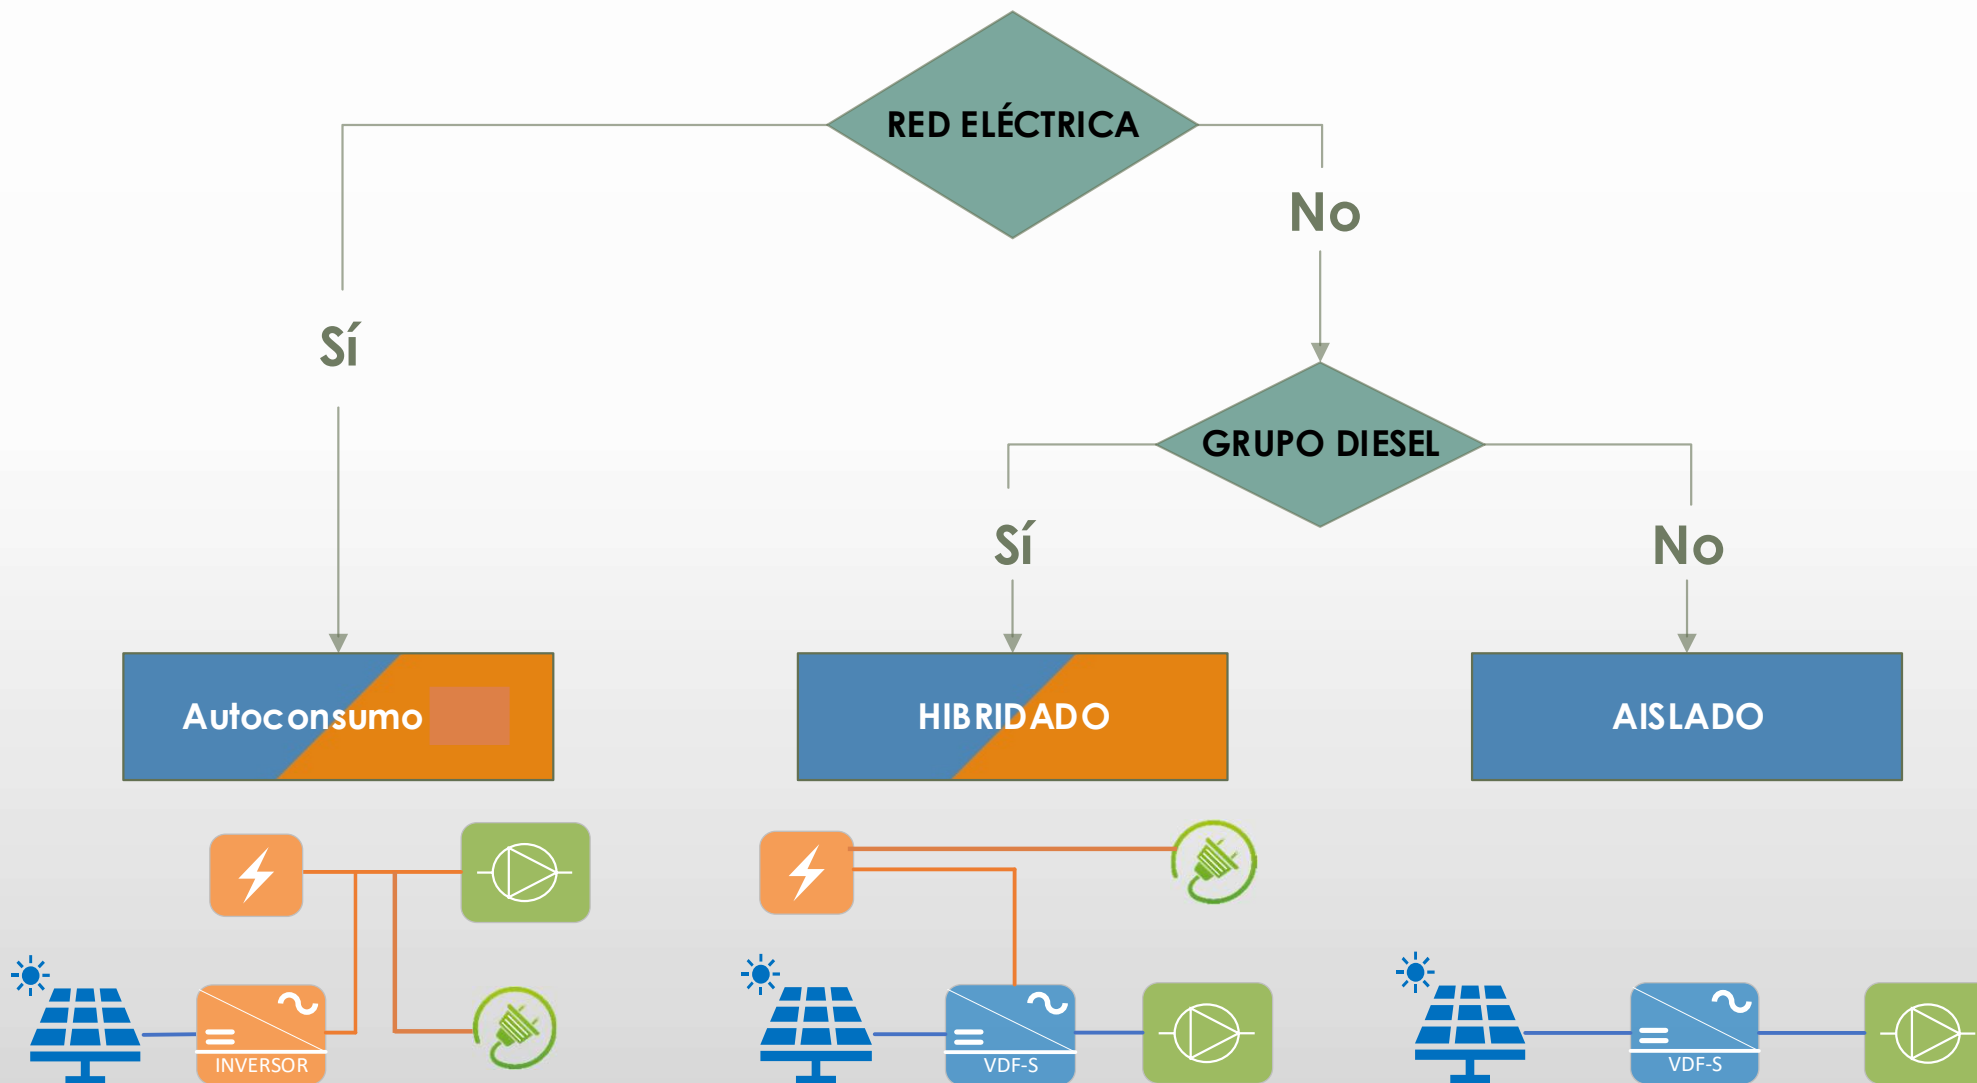 RED ELÉCTRICA
No
Sí
GRUPO DIESEL
Sí
No
Autoconsumo
HIBRIDADO
AISLADO
INVERSOR
VDF-S
VDF-S